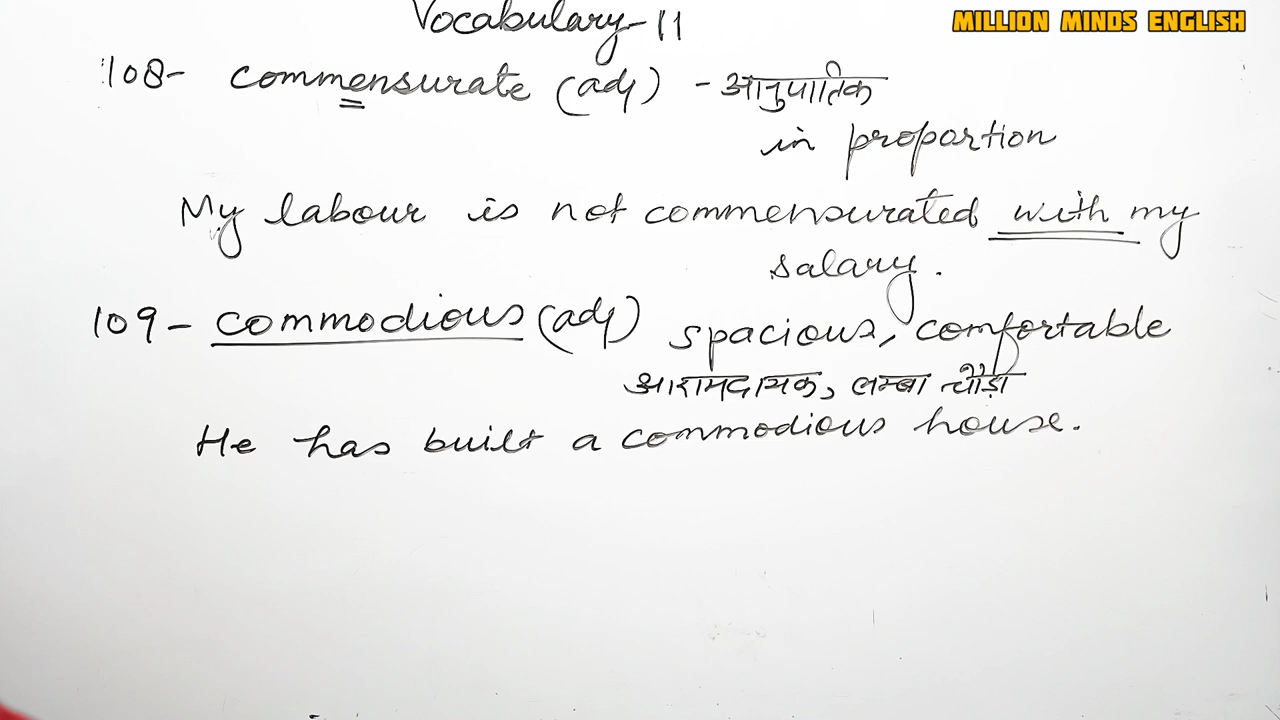 Vocabulary-11
MILLION MINDS ENGLISH
108- commensurate (adj) - आनुपातिक
in proportion
My labour is not commensurated with my
salary.
109- commodious (adj) spacious, comfortable
आरामदायक, लम्बा चौड़ा
He has built a commodious house.